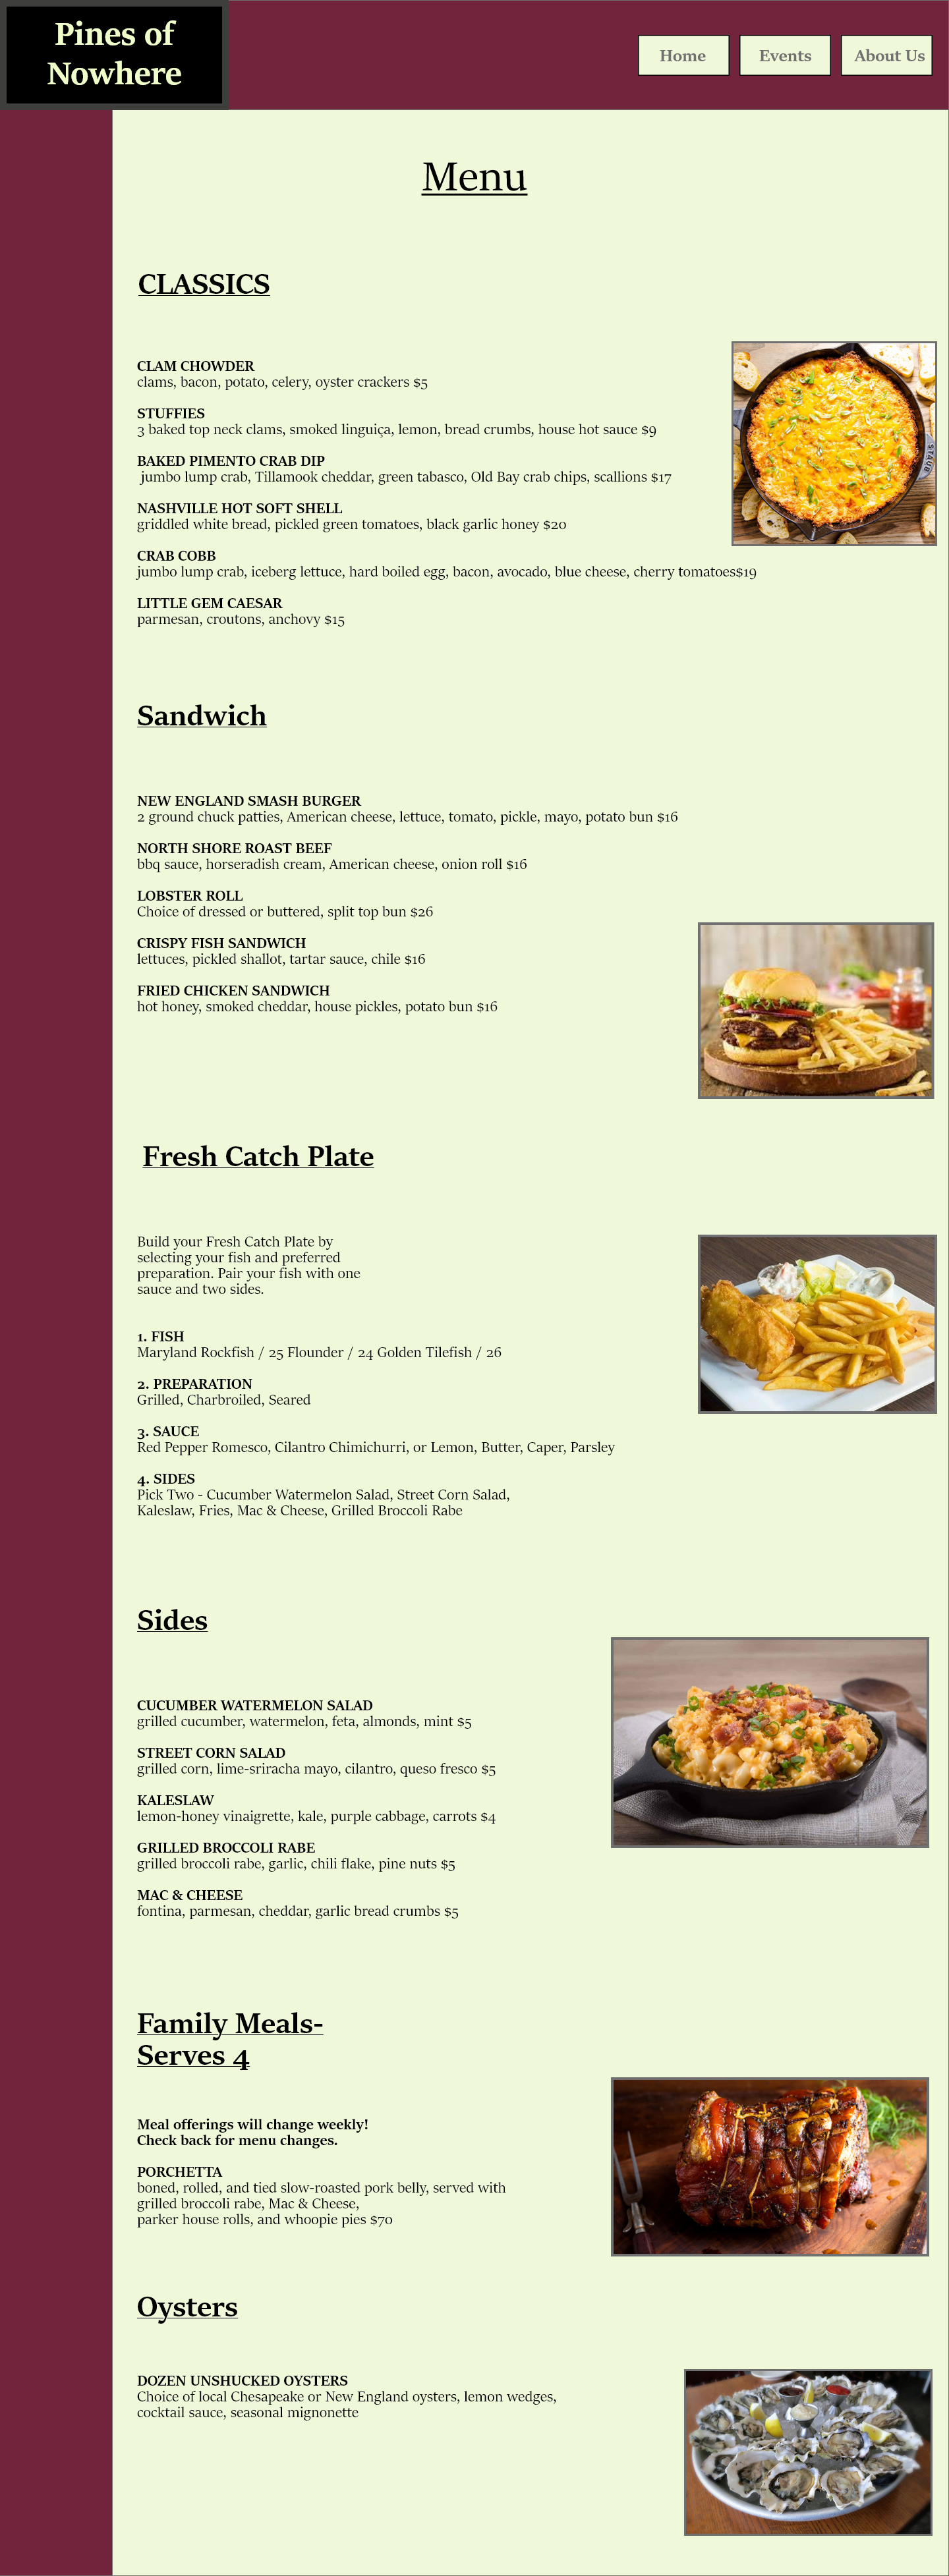 Pines of
Nowhere
Home
Events
About Us
Menu
CLASSICS
CLAM CHOWDER
clams, bacon, potato, celery, oyster crackers $5
STUFFIES
3 baked top neck clams, smoked linguiça, lemon, bread crumbs, house hot sauce $9
BAKED PIMENTO CRAB DIP
jumbo lump crab, Tillamook cheddar, green tabasco, Old Bay crab chips, scallions $17
NASHVILLE HOT SOFT SHELL
griddled white bread, pickled green tomatoes, black garlic honey $20
CRAB COBB
jumbo lump crab, iceberg lettuce, hard boiled egg, bacon, avocado, blue cheese, cherry tomatoes$19
LITTLE GEM CAESAR
parmesan, croutons, anchovy $15
STAUB
Sandwich
NEW ENGLAND SMASH BURGER
2 ground chuck patties, American cheese, lettuce, tomato, pickle, mayo, potato bun $16
NORTH SHORE ROAST BEEF
bbq sauce, horseradish cream, American cheese, onion roll $16
LOBSTER ROLL
Choice of dressed or buttered, split top bun $26
CRISPY FISH SANDWICH
lettuces, pickled shallot, tartar sauce, chile $16
FRIED CHICKEN SANDWICH
hot honey, smoked cheddar, house pickles, potato bun $16
Fresh Catch Plate
Build your Fresh Catch Plate by
selecting your fish and preferred
preparation. Pair your fish with one
sauce and two sides.
1. FISH
Maryland Rockfish / 25 Flounder / 24 Golden Tilefish / 26
2. PREPARATION
Grilled, Charbroiled, Seared
3. SAUCE
Red Pepper Romesco, Cilantro Chimichurri, or Lemon, Butter, Caper, Parsley
4. SIDES
Pick Two - Cucumber Watermelon Salad, Street Corn Salad,
Kaleslaw, Fries, Mac & Cheese, Grilled Broccoli Rabe
Sides
CUCUMBER WATERMELON SALAD
grilled cucumber, watermelon, feta, almonds, mint $5
STREET CORN SALAD
grilled corn, lime-sriracha mayo, cilantro, queso fresco $5
KALESLAW
lemon-honey vinaigrette, kale, purple cabbage, carrots $4
GRILLED BROCCOLI RABE
grilled broccoli rabe, garlic, chili flake, pine nuts $5
MAC & CHEESE
fontina, parmesan, cheddar, garlic bread crumbs $5
Family Meals-
Serves 4
Meal offerings will change weekly!
Check back for menu changes.
PORCHETTA
boned, rolled, and tied slow-roasted pork belly, served with
grilled broccoli rabe, Mac & Cheese,
parker house rolls, and whoopie pies $70
Oysters
DOZEN UNSHUCKED OYSTERS
Choice of local Chesapeake or New England oysters, lemon wedges,
cocktail sauce, seasonal mignonette